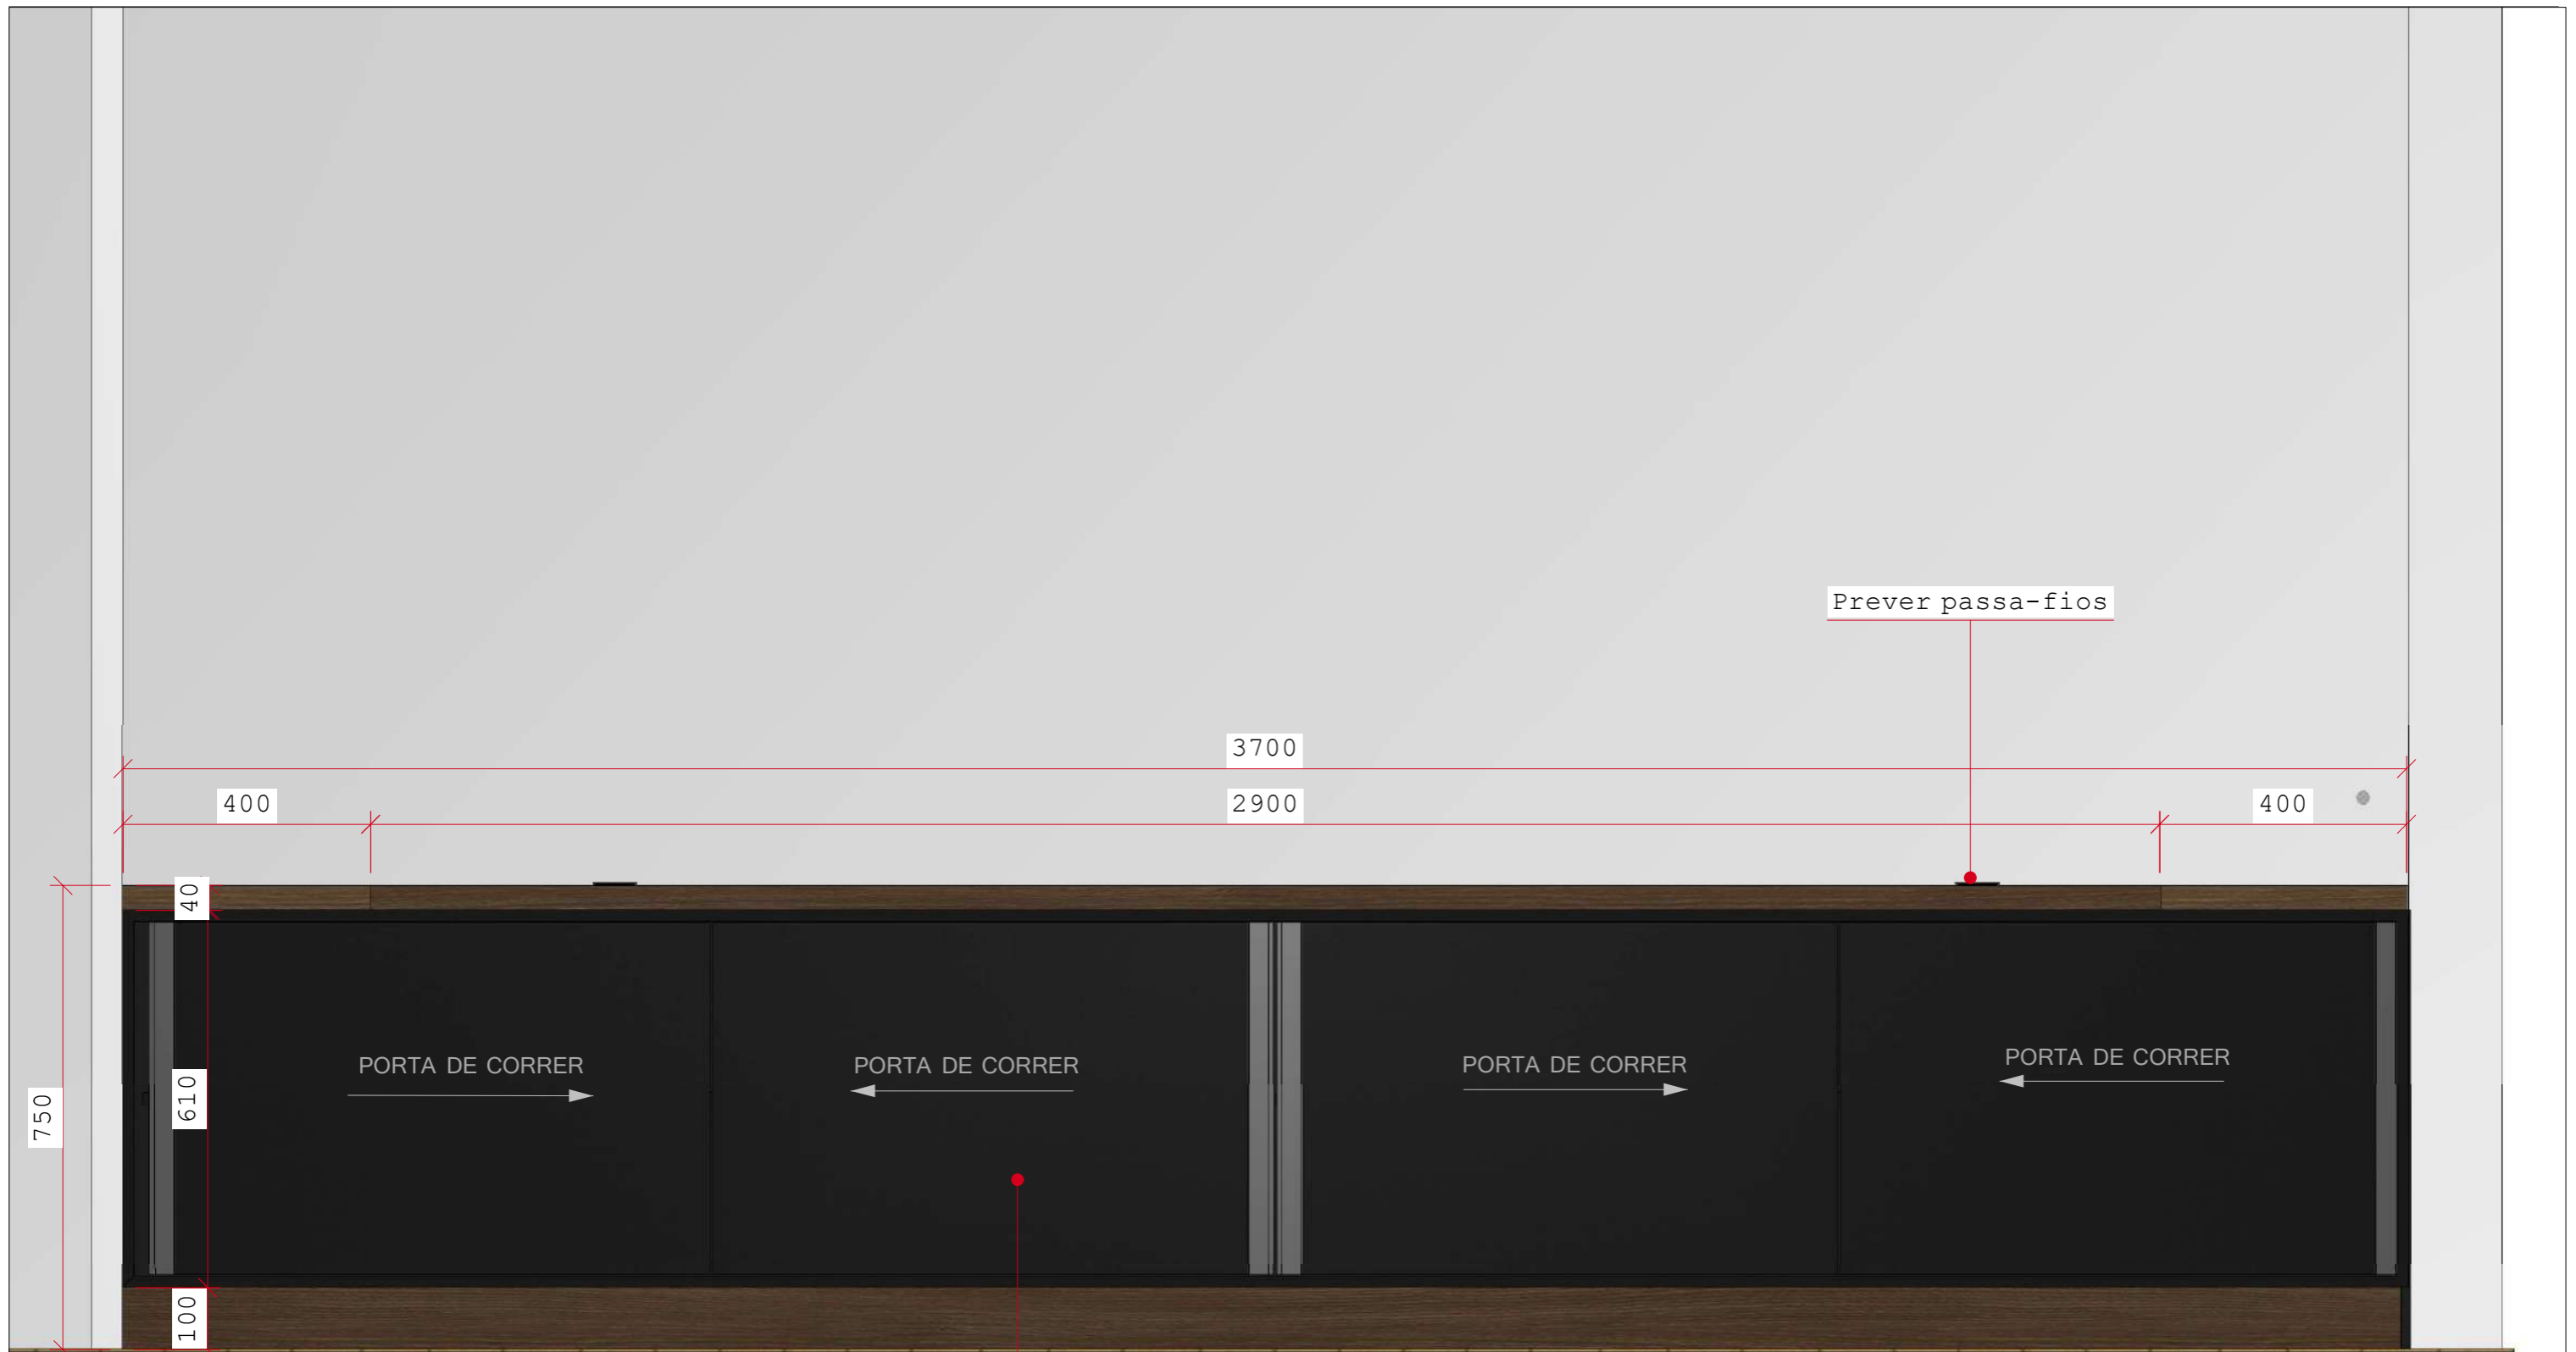 Prever passa-fios
3700
400
2900
400
40
PORTA DE CORRER
PORTA DE CORRER
PORTA DE CORRER
PORTA DE CORRER
610
750
100